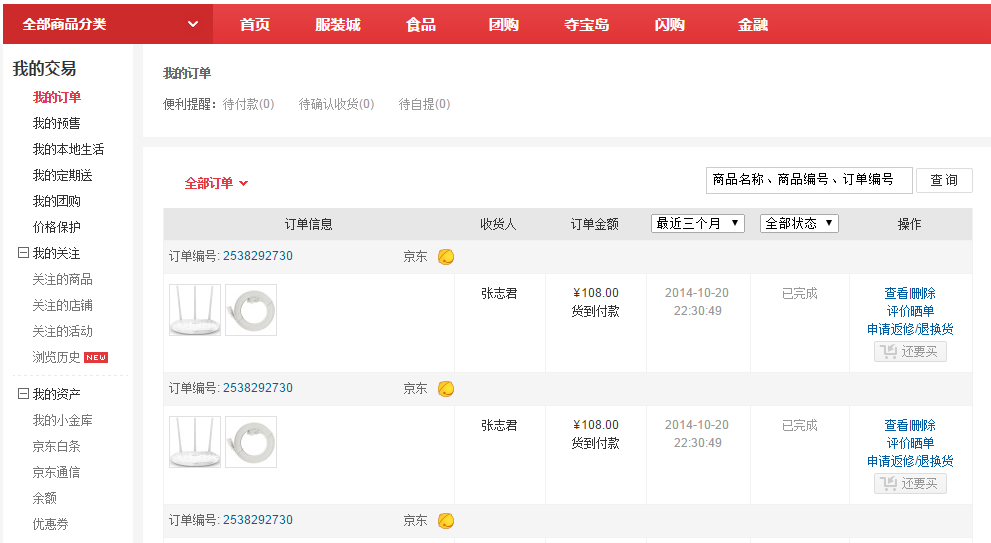 全部商品分类 首页 服装城 食品 团购 夺宝岛 闪购 金融
我的交易
我的订单
我的预售
我的本地生活
我的定期送
我的团购
价格保护
我的关注
关注的商品
关注的店铺
关注的活动
浏览历史 NEW
我的资产
我的小金库
京东白条
京东通信
余额
优惠券
我的订单
便利提醒: 待付款(0) 待确认收货(0) 待自提(0)
全部订单 商品名称、商品编号、订单编号 查询
订单信息 收货人 订单金额 最近三个月 全部状态 操作
订单编号: 2538292730 京东
张志君 ¥108.00 2014-10-20 已完成 查看|删除
货到付款 22:30:49 评价晒单
申请返修/退换货
还要买
订单编号: 2538292730 京东
张志君 ¥108.00 2014-10-20 已完成 查看|删除
货到付款 22:30:49 评价晒单
申请返修/退换货
还要买
订单编号: 2538292730 京东